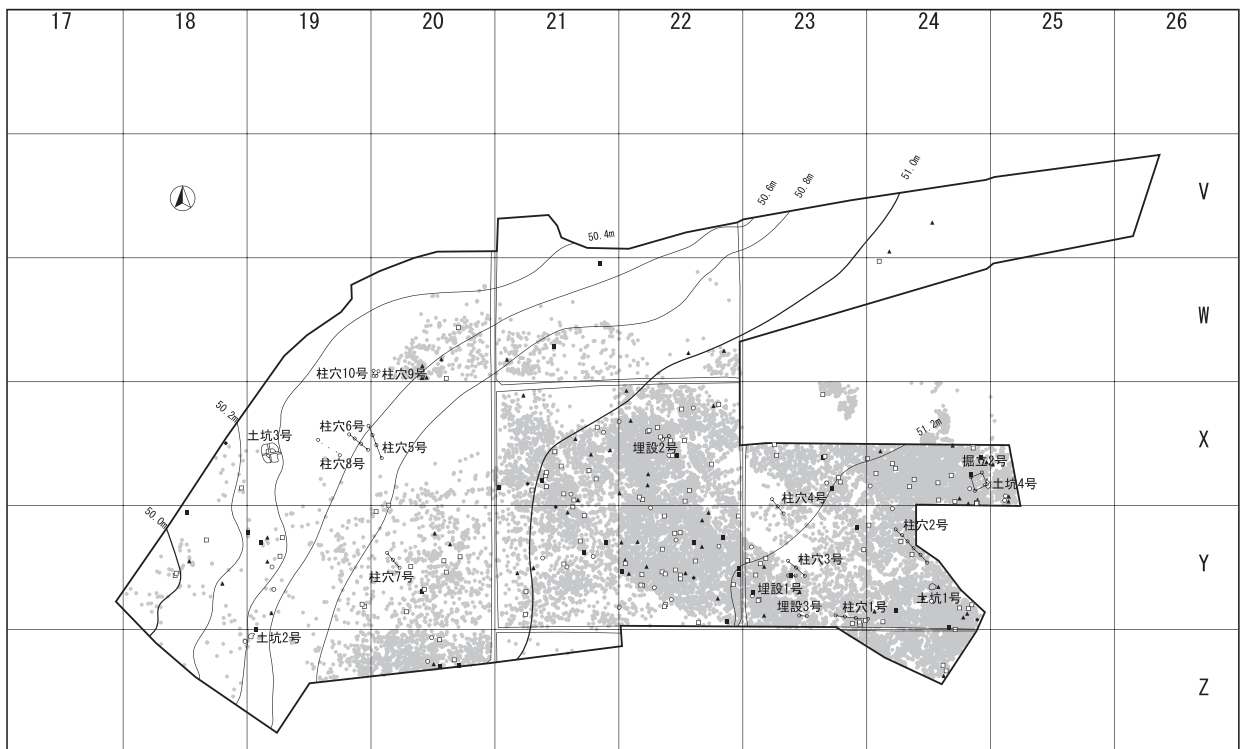 17 18 19 20 21 22 23 24 25 26
V
W
X
Y
Z
51.0m
50.6m
50.8m
50.4m
柱穴10号
柱穴9号
50.2m
51.2m
柱穴6号
土坑3号
柱穴5号
柱穴8号
埋設2号
掘立2号
土坑4号
柱穴4号
50.0m
柱穴2号
柱穴3号
柱穴7号
埋設1号
土坑1号
埋設3号
柱穴1号
土坑2号